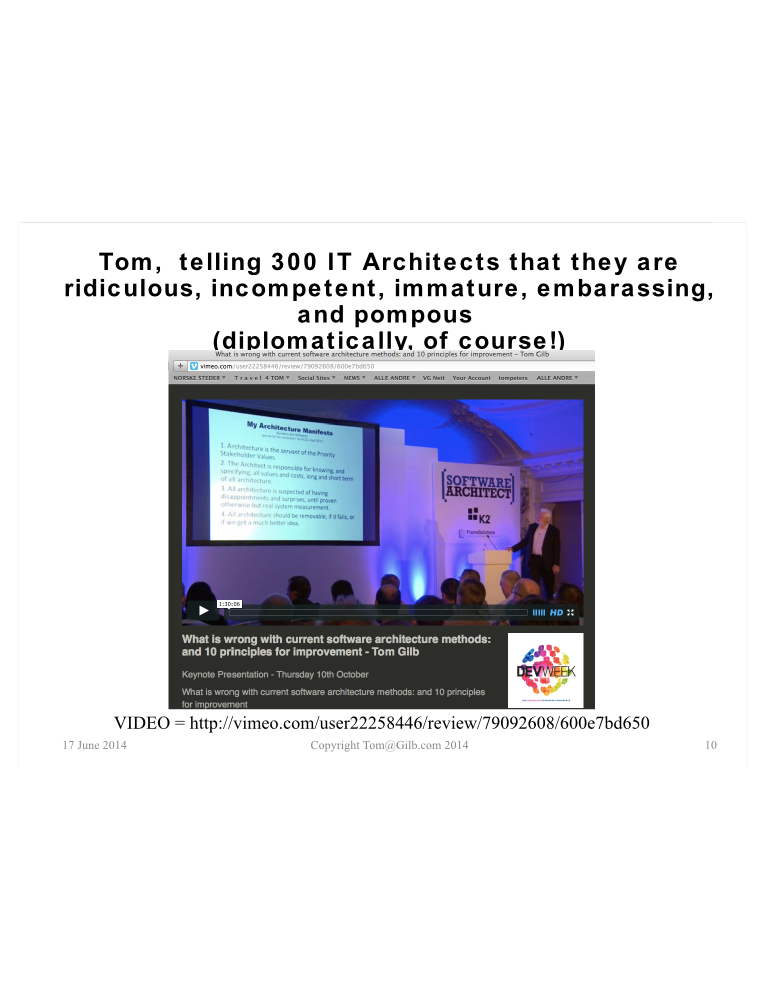 Tom,  telling 300 IT Architects that they are
ridiculous, incompetent, immature, embarassing,
and pompous
(diplomatically, of course!)
What is wrong with current software architecture methods: and 10 principles for improvement – Tom Gilb
+ V vimeo.com/user22258446/review/79092608/600e7bd650
NORSKE STEDER ▾ T r a v e l 4 TOM ▾ Social Sites ▾ NEWS ▾ ALLE ANDRE ▾ VG Nett Your Account tompeters ALLE ANDRE ▾
My Architecture Manifesto
1. Architecture is the servant of the Priority
Stakeholder Values.
2. The Architect is responsible for knowing, and
specifying, all values and costs, long and short term
of all architecture.
3. All architecture is suspected of having
disappointments and surprises, until proven
otherwise but real system measurement.
4. All architecture should be removable, if it fails, or
if we get a much better idea.
[SOFTWARE
ARCHITECT]
K2
1:30:06
HD
What is wrong with current software architecture methods:
and 10 principles for improvement - Tom Gilb
Keynote Presentation - Thursday 10th October
What is wrong with current software architecture methods: and 10 principles
for improvement
DEVWEEK
VIDEO = http://vimeo.com/user22258446/review/79092608/600e7bd650
17 June 2014
Copyright Tom@Gilb.com 2014
10